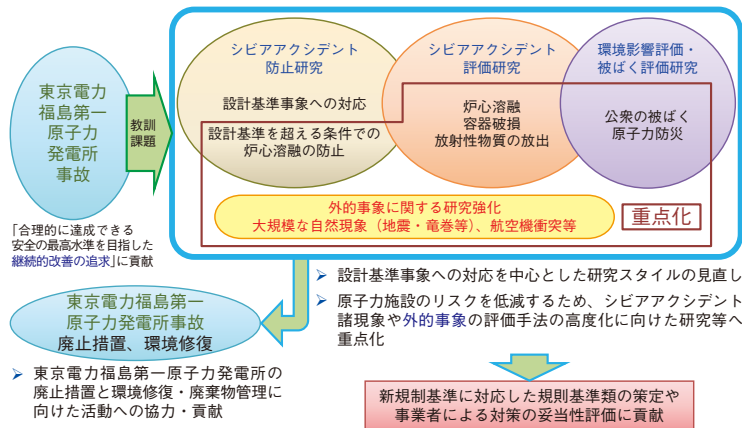 東京電力
福島第一
原子力
発電所
事故
教訓
課題
シビアアクシデント
防止研究
設計基準事象への対応
設計基準を超える条件での
炉心溶融の防止
シビアアクシデント
評価研究
炉心溶融
容器破損
放射性物質の放出
環境影響評価・
被ばく評価研究
公衆の被ばく
原子力防災
外的事象に関する研究強化
大規模な自然現象（地震・竜巻等）、航空機衝突等
重点化
「合理的に達成できる
安全の最高水準を目指した
継続的改善の追求」に貢献
東京電力福島第一
原子力発電所事故
廃止措置、環境修復
➢ 東京電力福島第一原子力発電所の
廃止措置と環境修復・廃棄物管理に
向けた活動への協力・貢献
➢ 設計基準事象への対応を中心とした研究スタイルの見直し
➢ 原子力施設のリスクを低減するため、シビアアクシデント
諸現象や外的事象の評価手法の高度化に向けた研究等へ
重点化
新規制基準に対応した規則基準類の策定や
事業者による対策の妥当性評価に貢献